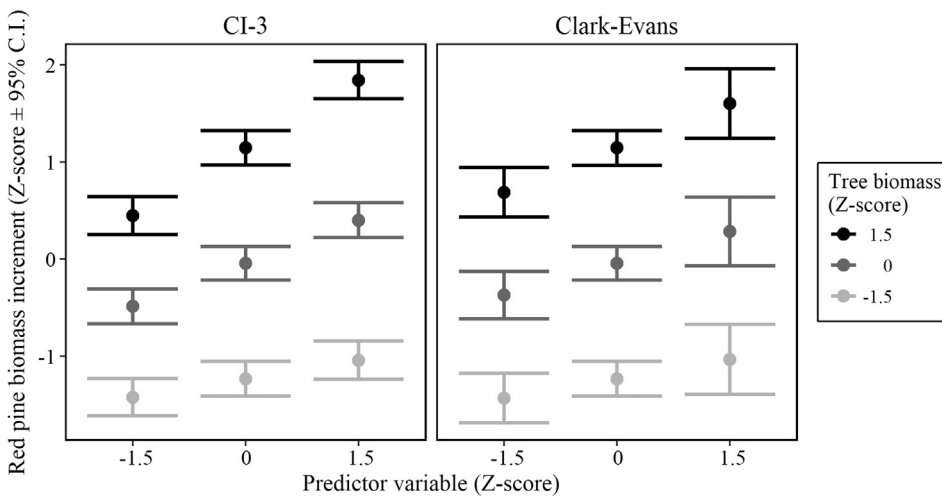 CI-3
Clark-Evans
Red pine biomass increment (Z-score ± 95% C.I.)
2
1
0
-1
-1.5
0
1.5
-1.5
0
1.5
Predictor variable (Z-score)
Tree biomass
(Z-score)
1.5
0
-1.5